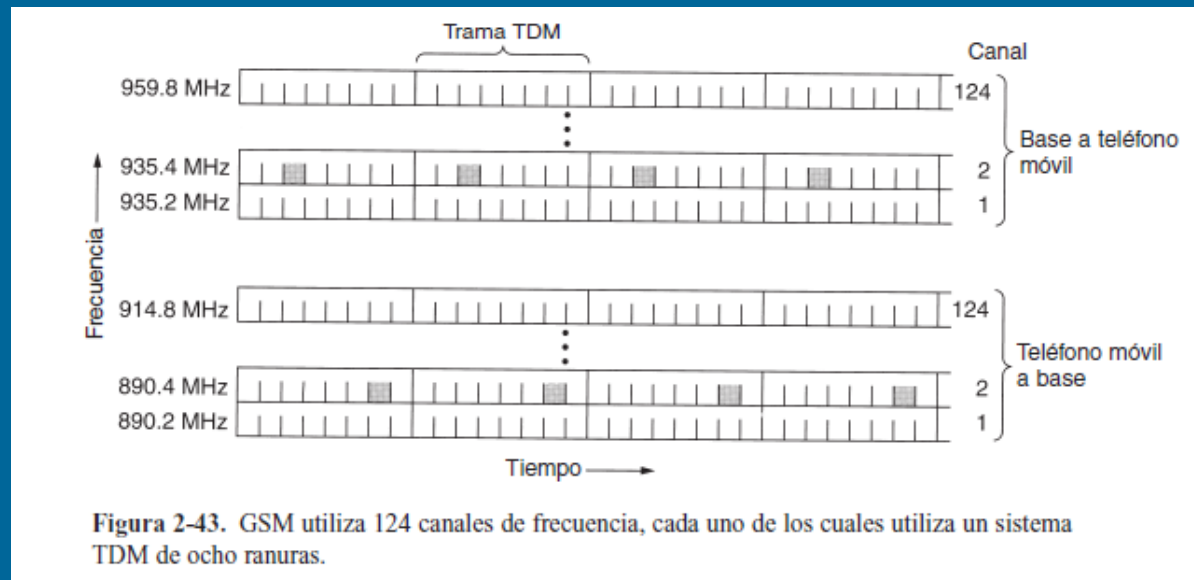 Trama TDM
Canal
959.8 MHz
124
935.4 MHz
2
935.2 MHz
1
Base a teléfono
móvil
Frecuencia
914.8 MHz
124
890.4 MHz
2
890.2 MHz
1
Teléfono móvil
a base
Tiempo
Figura 2-43. GSM utiliza 124 canales de frecuencia, cada uno de los cuales utiliza un sistema
TDM de ocho ranuras.